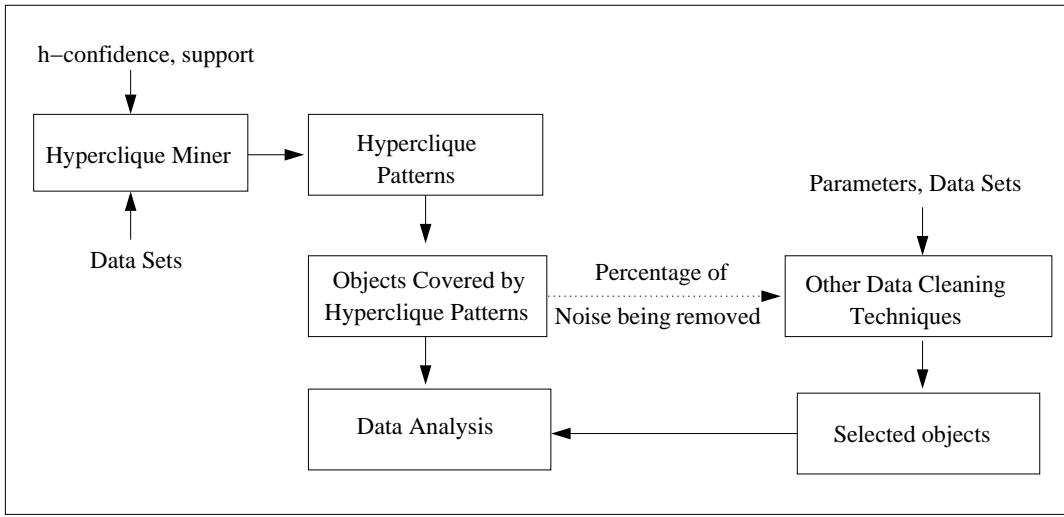 h−confidence, support
Hyperclique Miner
Data Sets
Hyperclique
Patterns
Objects Covered by
Hyperclique Patterns
Percentage of
Noise being removed
Parameters, Data Sets
Other Data Cleaning
Techniques
Data Analysis
Selected objects